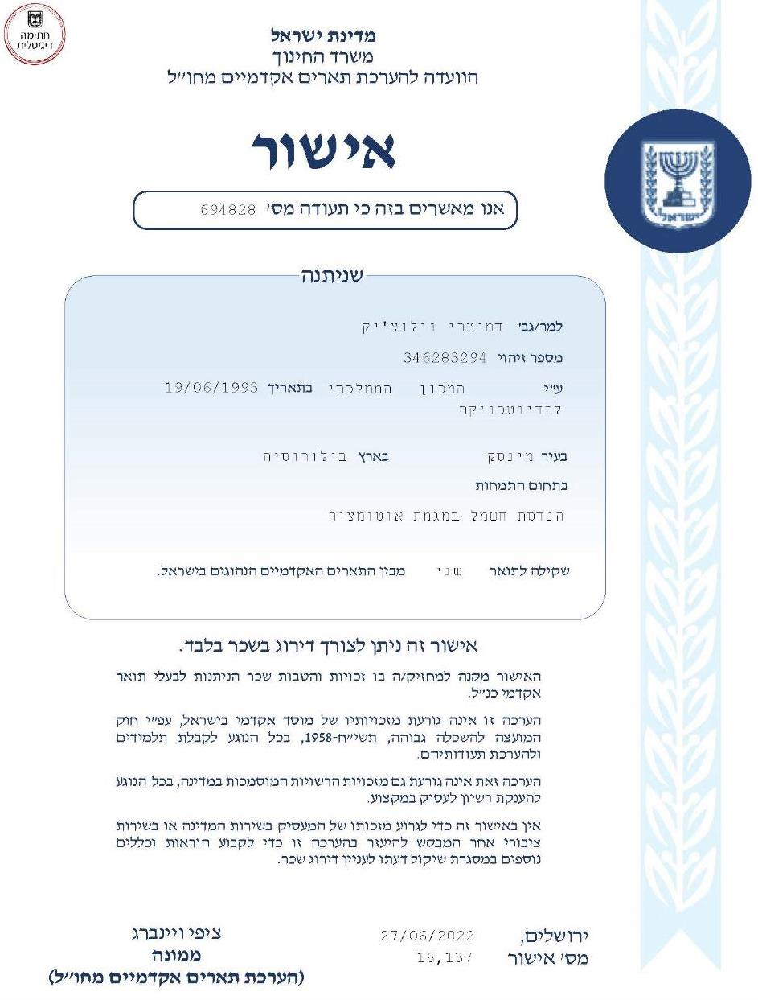 חתימה
דיגיטלית
מדינת ישראל
משרד החינוך
הוועדה להערכת תארים אקדמיים מחו״ל
אישור
אנו מאשרים בזה כי תעודה מס׳ 694828
ישראל
שניתנה
למר/גב׳ דמיטרי וילנצ'יק
מספר זיהוי 346283294
ע״י המכון הממלכתי בתאריך 19/06/1993
לרדיוטכניקה
בעיר מינסק בארץ בילורוסיה
בתחום התמחות
הנדסת חשמל במגמת אוטומציה
שקילה לתואר שני מבין התארים האקדמיים הנהוגים בישראל.
אישור זה ניתן לצורך דירוג בשכר בלבד.
האישור מקנה למחזיק/ה בו זכויות והטבות שכר הניתנות לבעלי תואר
אקדמי כנ״ל.
הערכה זו אינה גורעת מזכויותיו של מוסד אקדמי בישראל, עפ״י חוק
המועצה להשכלה גבוהה, תשי״ח-1958, בכל הנוגע לקבלת תלמידים
ולהערכת תעודותיהם.
הערכה זאת אינה גורעת גם מזכויות הרשויות המוסמכות במדינה, בכל הנוגע
להענקת רשיון לעסוק במקצוע.
אין באישור זה כדי לגרוע מזכותו של המעסיק בשירות המדינה או בשירות
ציבורי אחר המבקש להיעזר בהערכה זו כדי לקבוע הוראות וכללים
נוספים במסגרת שיקול דעתו לעניין דירוג שכר.
ירושלים, 27/06/2022
מס׳ אישור 16,137
ציפי ויינברג
ממונה
(הערכת תארים אקדמיים מחו״ל)